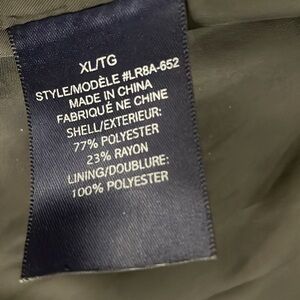 XL/TG
STYLE/MODÈLE #LR8A-652
MADE IN CHINA
FABRIQUÉ NE CHINE
SHELL/EXTERIEUR:
77% POLYESTER
23% RAYON
LINING/DOUBLURE:
100% POLYESTER